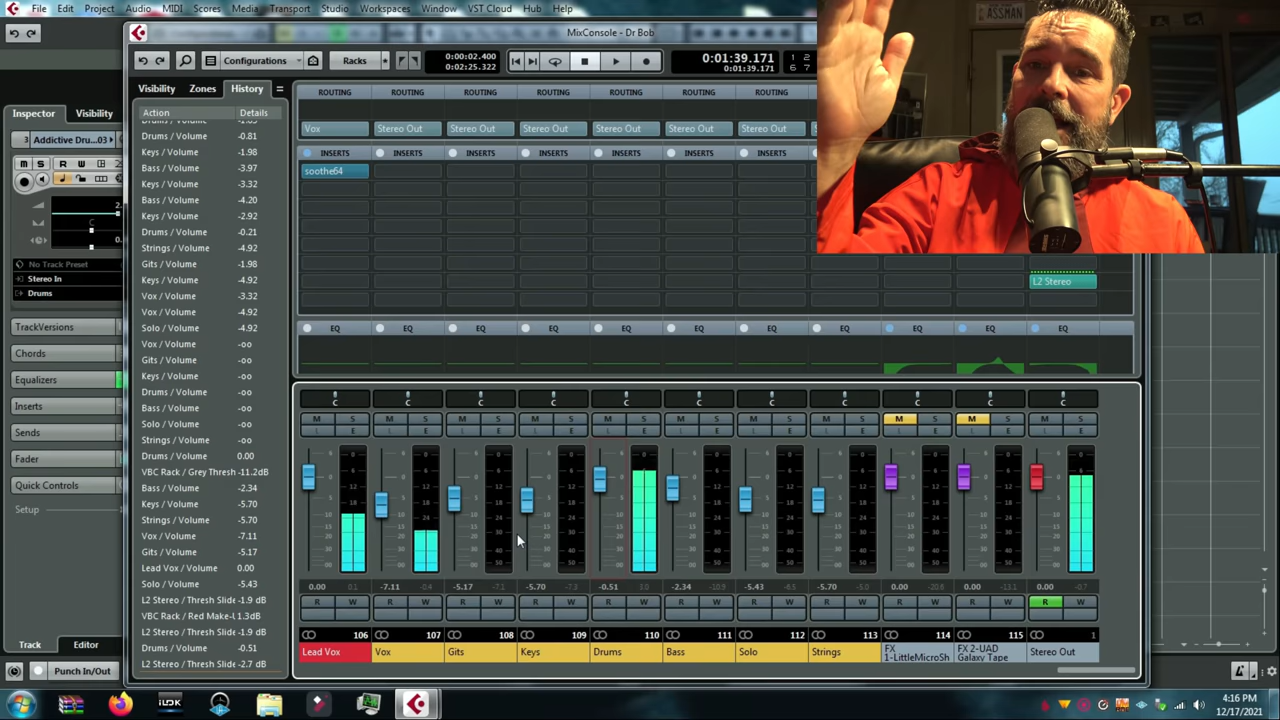 File Edit Project Audio MIDI Scores Media Transport Studio Workspaces Window VST Cloud Hub Help
MixConsole - Dr Bob
Configurations
Racks
0:00:02.400
0:02:25.322
0:01:39.171
0:01:39.171
1 2
6 7
ASSMAN
Inspector Visibility
3 Addictive Dru...03
M S R W
2.
C
0.
No Track Preset
Stereo In
Drums
TrackVersions
Chords
Equalizers
Inserts
Sends
Fader
Quick Controls
Setup
Track Editor
Punch In/Out
Visibility Zones History
Action Details
Drums / Volume -0.81
Keys / Volume -1.98
Bass / Volume -3.97
Keys / Volume -3.32
Bass / Volume -4.20
Keys / Volume -2.92
Drums / Volume -0.21
Strings / Volume -4.92
Gits / Volume -1.98
Keys / Volume -4.92
Vox / Volume -3.32
Vox / Volume -4.92
Solo / Volume -4.92
Vox / Volume -oo
Gits / Volume -oo
Keys / Volume -oo
Drums / Volume -oo
Bass / Volume -oo
Solo / Volume -oo
Strings / Volume -oo
Drums / Volume 0.00
VBC Rack / Grey Thresh -11.2dB
Bass / Volume -2.34
Keys / Volume -5.70
Strings / Volume -5.70
Vox / Volume -7.11
Gits / Volume -5.17
Lead Vox / Volume 0.00
Solo / Volume -5.43
L2 Stereo / Thresh Slide -1.9 dB
VBC Rack / Red Make-U 1.3dB
L2 Stereo / Thresh Slide -1.9 dB
Drums / Volume -0.51
L2 Stereo / Thresh Slide -2.7 dB
ROUTING ROUTING ROUTING ROUTING ROUTING ROUTING ROUTING
Vox Stereo Out Stereo Out Stereo Out Stereo Out Stereo Out Stereo Out
INSERTS INSERTS INSERTS INSERTS INSERTS INSERTS INSERTS
soothe64
L2 Stereo
EQ EQ EQ EQ EQ EQ EQ EQ EQ EQ EQ
C C C C C C C C C C C
M S M S M S M S M S M S M S M S M S M S M S
L E L E L E L E L E L E L E L E L E L E E
0.00 -7.11 -5.17 -5.70 -0.51 -2.34 -5.43 -5.70 0.00 0.00 0.00
R W R W R W R W R W R W R W R W R W R W R W
106 107 108 109 110 111 112 113 114 115 1
Lead Vox Vox Gits Keys Drums Bass Solo Strings FX 1-LittleMicroSh FX 2-UAD Galaxy Tape Stereo Out
iLOK
4:16 PM
12/17/2021